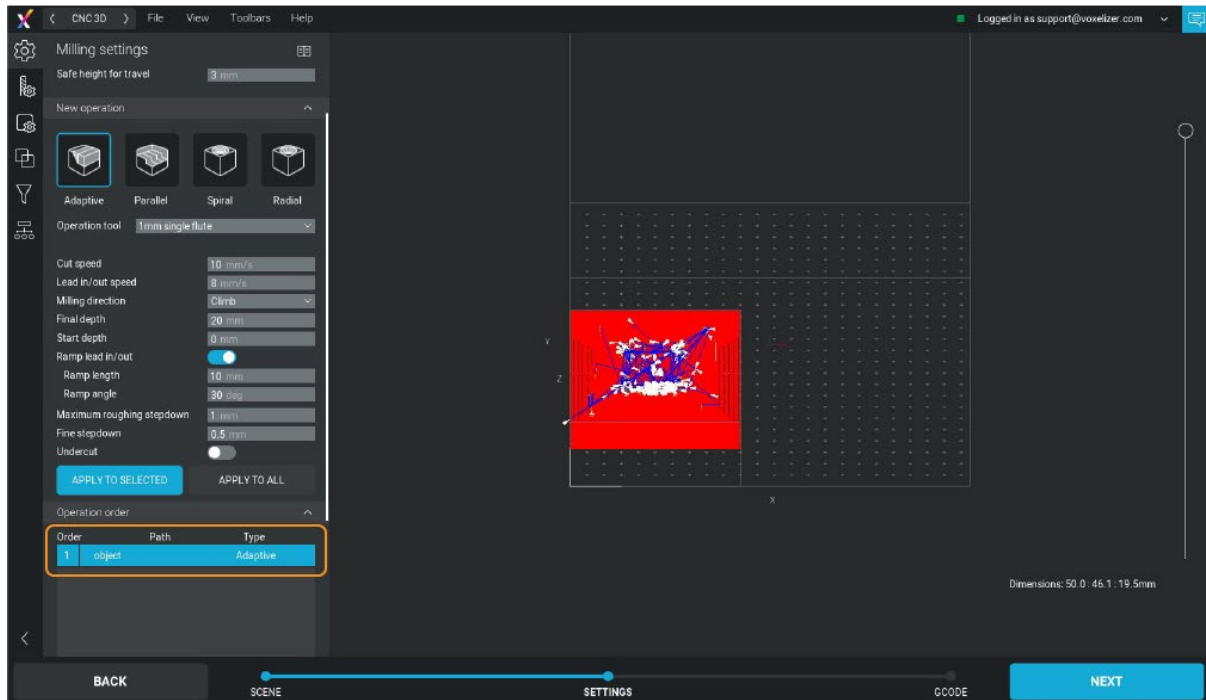 CNC 3D File View Toolbars Help Logged in as support@voxelizer.com
Milling settings
Safe height for travel 3 mm
New operation
Adaptive Parallel Spiral Radial
Operation tool 1mm single flute
Cut speed 10 mm/s
Lead in/out speed 8 mm/s
Milling direction Climb
Final depth 20 mm
Start depth 0 mm
Ramp lead in/out
Ramp length 10 mm
Ramp angle 30 deg
Maximum roughing stepdown 1 mm
Fine stepdown 0.5 mm
Undercut
APPLY TO SELECTED APPLY TO ALL
Operation order
Order Path Type
1 object Adaptive
Y
Z
X
Dimensions: 50.0 : 46.1 : 19.5mm
BACK SCENE SETTINGS GCODE NEXT